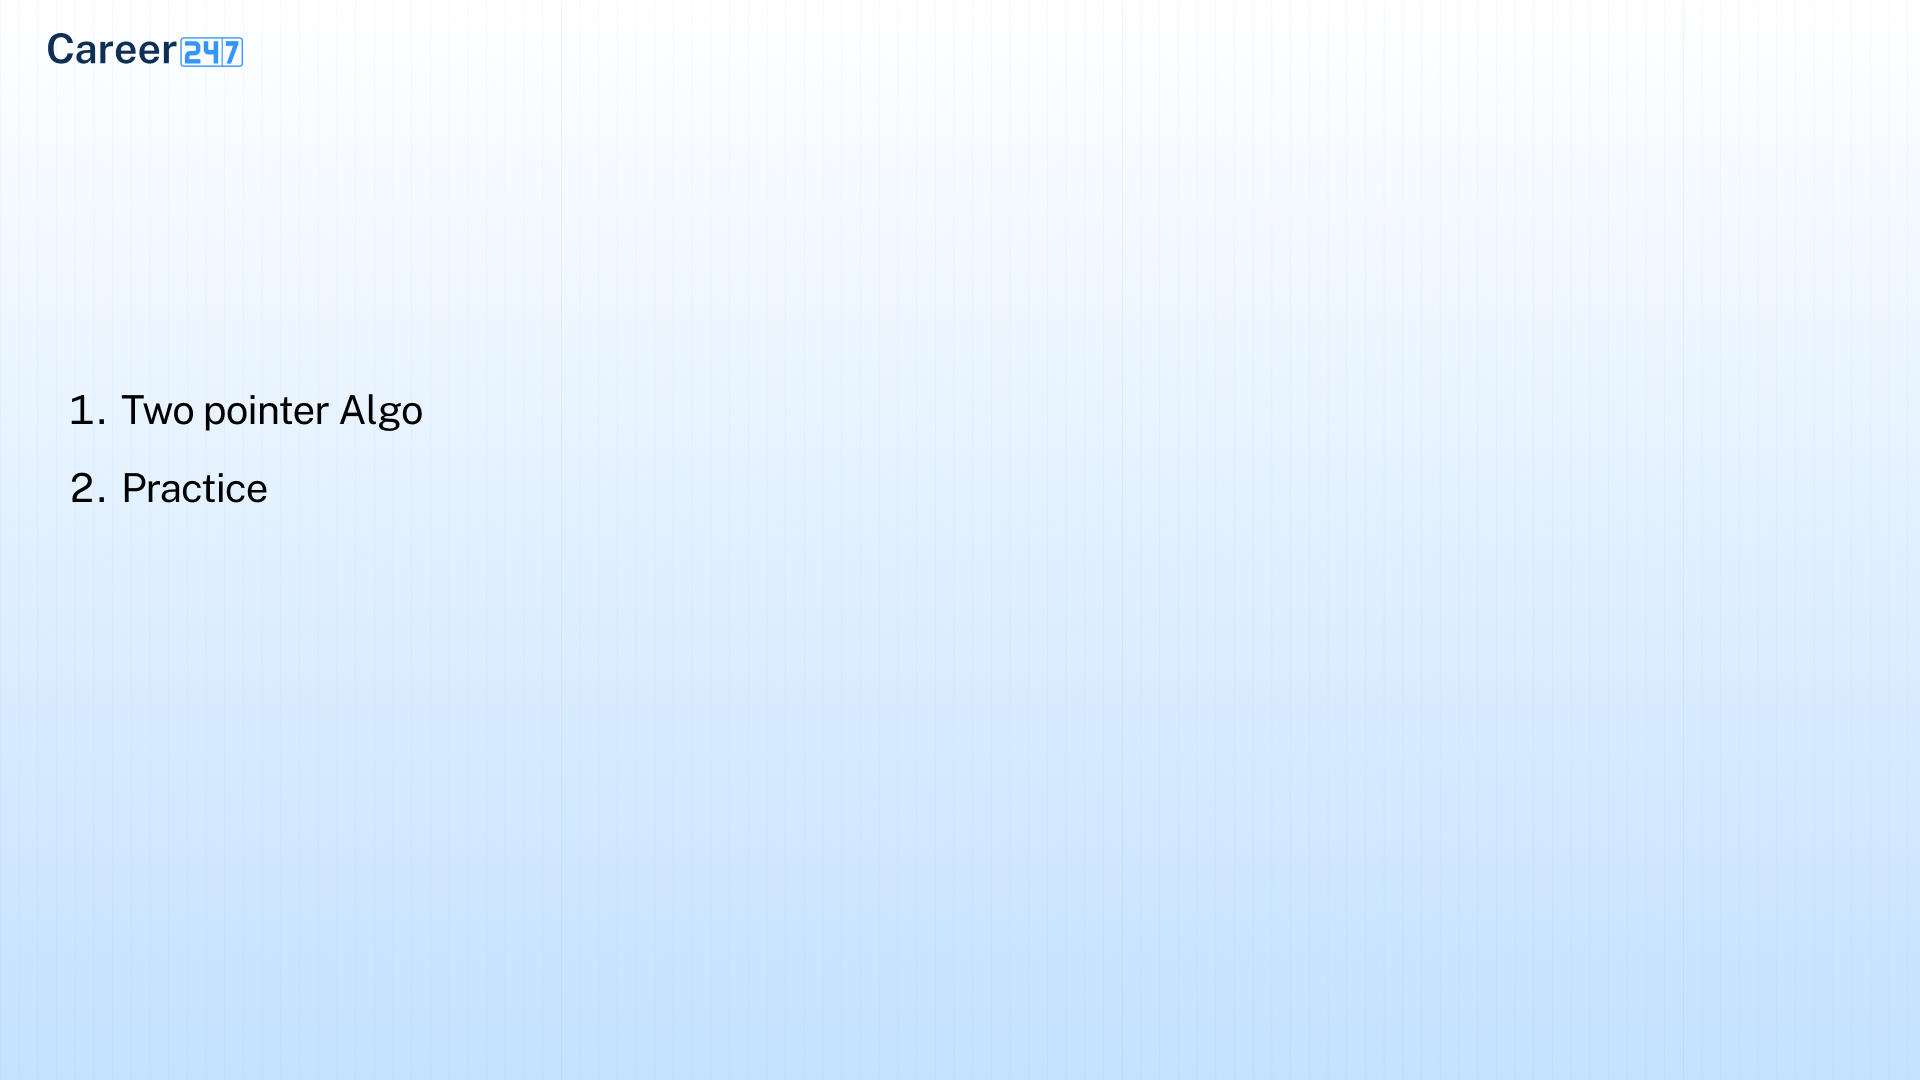 Career247
1. Two pointer Algo
2. Practice